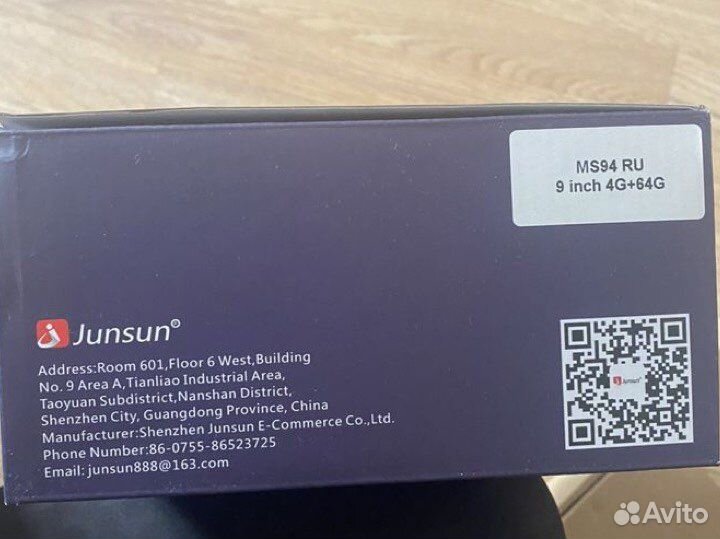 MS94 RU
9 inch 4G+64G
Junsun®
Address:Room 601,Floor 6 West,Building
No. 9 Area A,Tianliao Industrial Area,
Taoyuan Subdistrict,Nanshan District,
Shenzhen City, Guangdong Province, China
Manufacturer:Shenzhen Junsun E-Commerce Co.,Ltd.
Phone Number:86-0755-86523725
Email: junsun888@163.com
Junsun
Avito